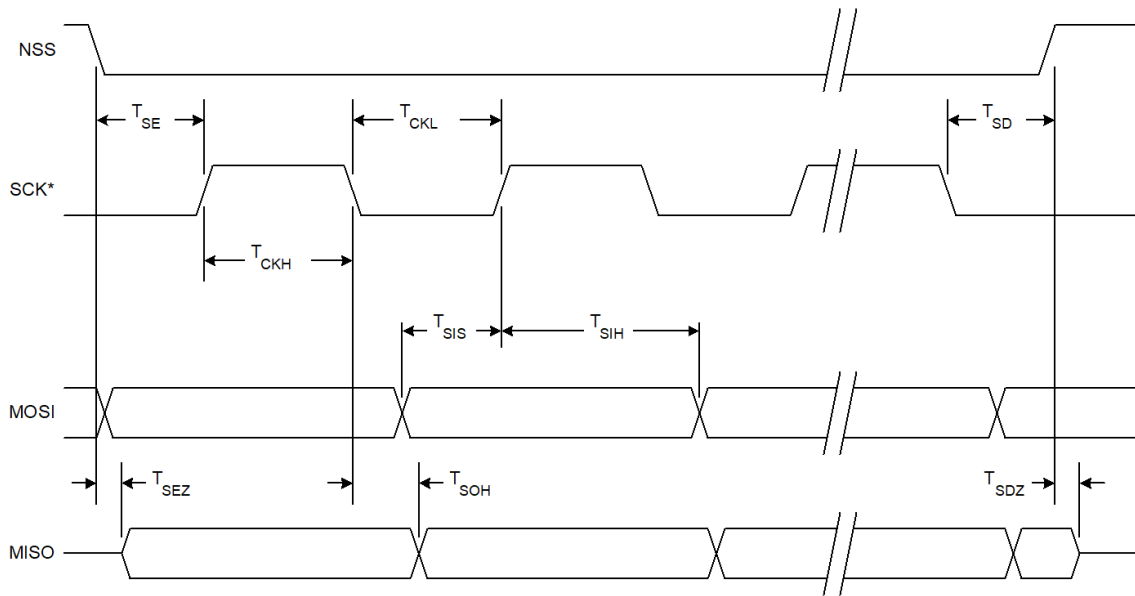 NSS
TSE
TCKL
TSD
SCK*
TCKH
TSIS
TSIH
MOSI
TSEZ
TSOH
TSDZ
MISO